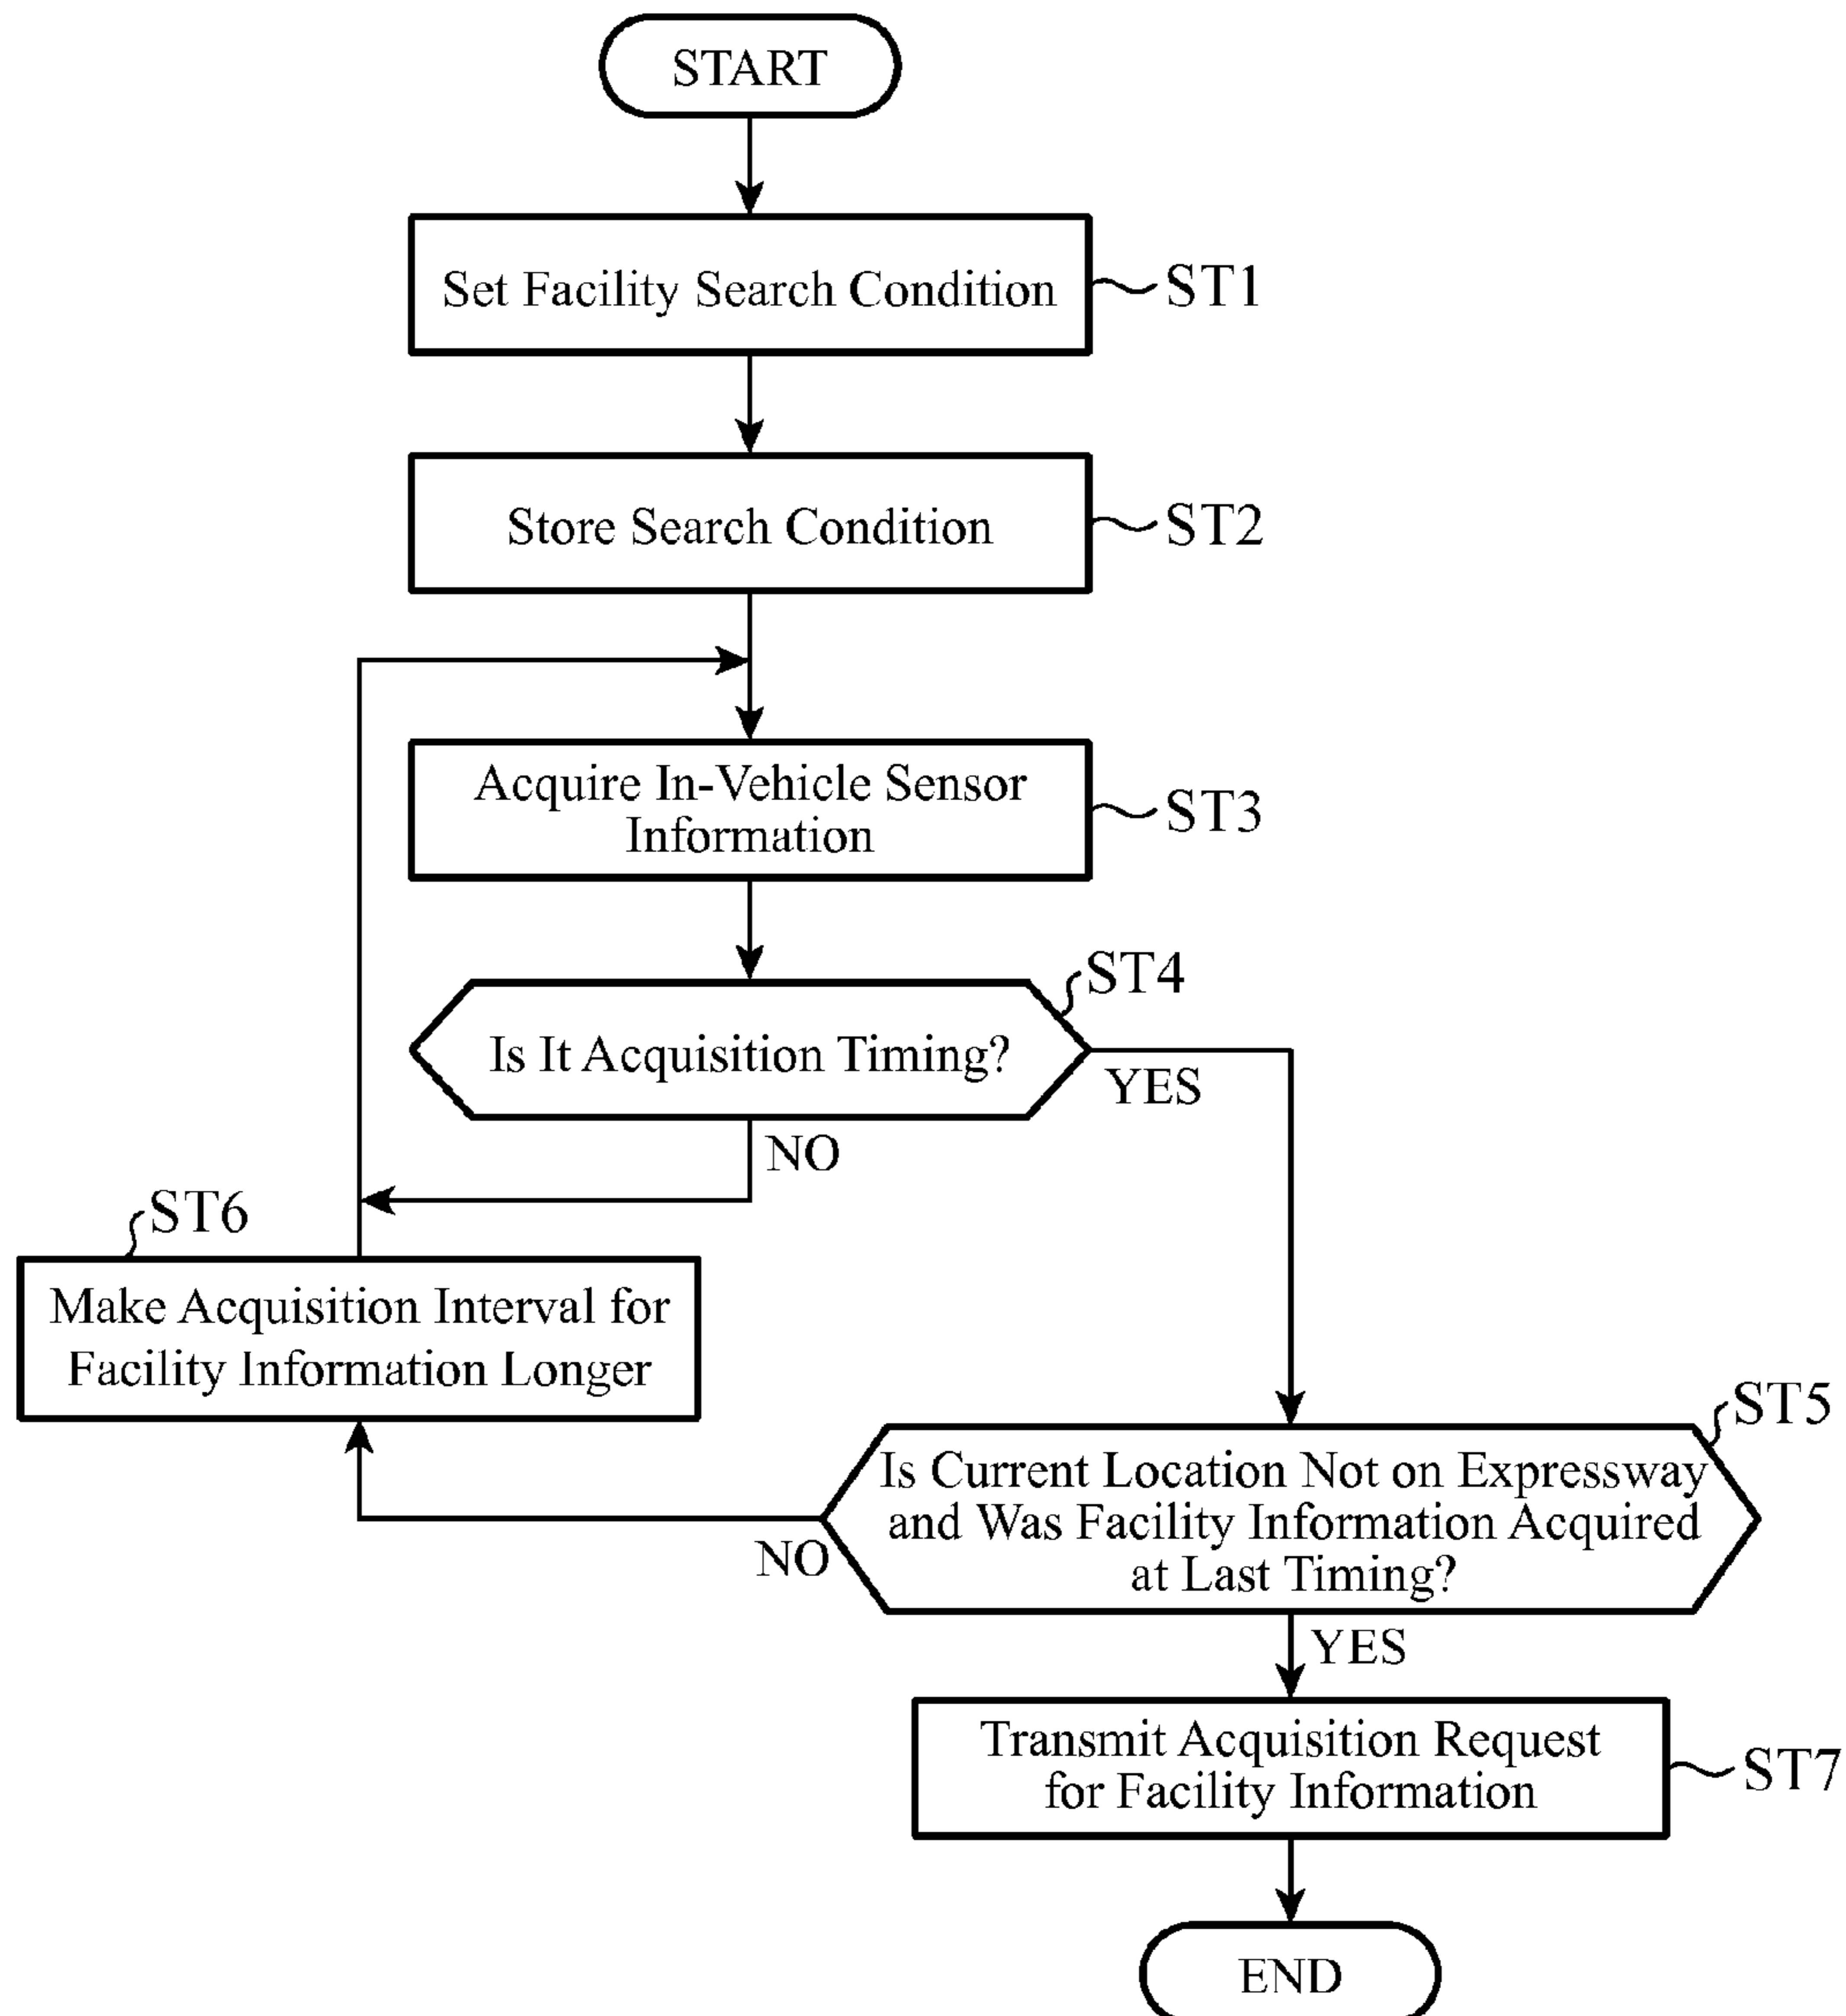 START
Set Facility Search Condition
ST1
Store Search Condition
ST2
Acquire In-Vehicle Sensor
Information
ST3
ST4
Is It Acquisition Timing?
YES
NO
ST6
Make Acquisition Interval for
Facility Information Longer
ST5
Is Current Location Not on Expressway
and Was Facility Information Acquired
at Last Timing?
NO
YES
Transmit Acquisition Request
for Facility Information
ST7
END